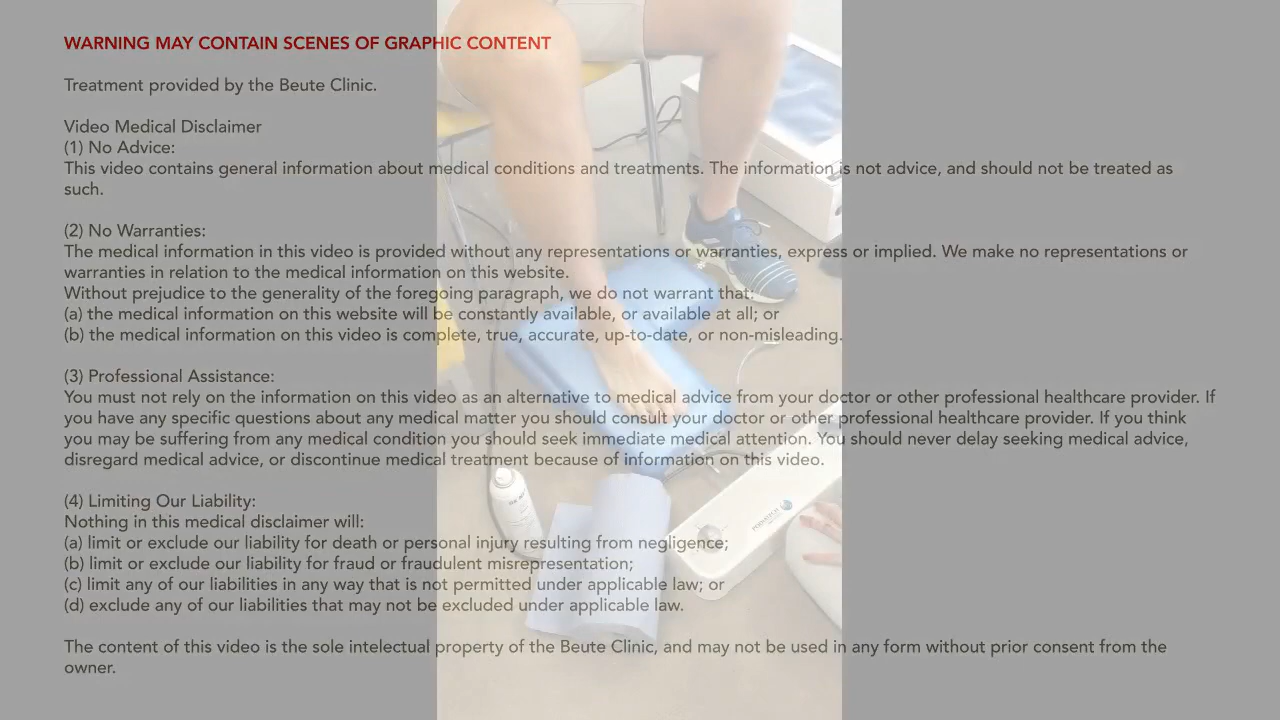 WARNING MAY CONTAIN SCENES OF GRAPHIC CONTENT
Treatment provided by the Beute Clinic.
Video Medical Disclaimer
(1) No Advice:
This video contains general information about medical conditions and treatments. The information is not advice, and should not be treated as
such.
(2) No Warranties:
The medical information in this video is provided without any representations or warranties, express or implied. We make no representations or
warranties in relation to the medical information on this website.
Without prejudice to the generality of the foregoing paragraph, we do not warrant that:
(a) the medical information on this website will be constantly available, or available at all; or
(b) the medical information on this video is complete, true, accurate, up-to-date, or non-misleading.
(3) Professional Assistance:
You must not rely on the information on this video as an alternative to medical advice from your doctor or other professional healthcare provider. If
you have any specific questions about any medical matter you should consult your doctor or other professional healthcare provider. If you think
you may be suffering from any medical condition you should seek immediate medical attention. You should never delay seeking medical advice,
disregard medical advice, or discontinue medical treatment because of information on this video.
(4) Limiting Our Liability:
Nothing in this medical disclaimer will:
(a) limit or exclude our liability for death or personal injury resulting from negligence;
(b) limit or exclude our liability for fraud or fraudulent misrepresentation;
(c) limit any of our liabilities in any way that is not permitted under applicable law; or
(d) exclude any of our liabilities that may not be excluded under applicable law.
The content of this video is the sole intelectual property of the Beute Clinic, and may not be used in any form without prior consent from the
owner.